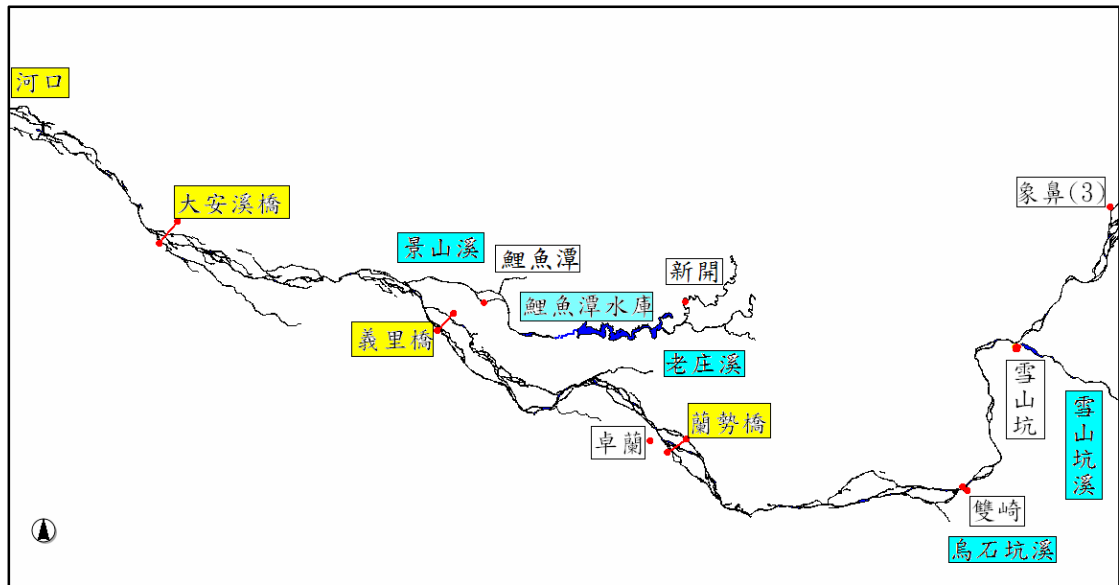 河口
大安溪橋
象鼻(3)
景山溪
鯉魚潭
新開
鯉魚潭水庫
義里橋
老庄溪
雪山坑
雪山坑溪
蘭勢橋
卓蘭
雙崎
烏石坑溪